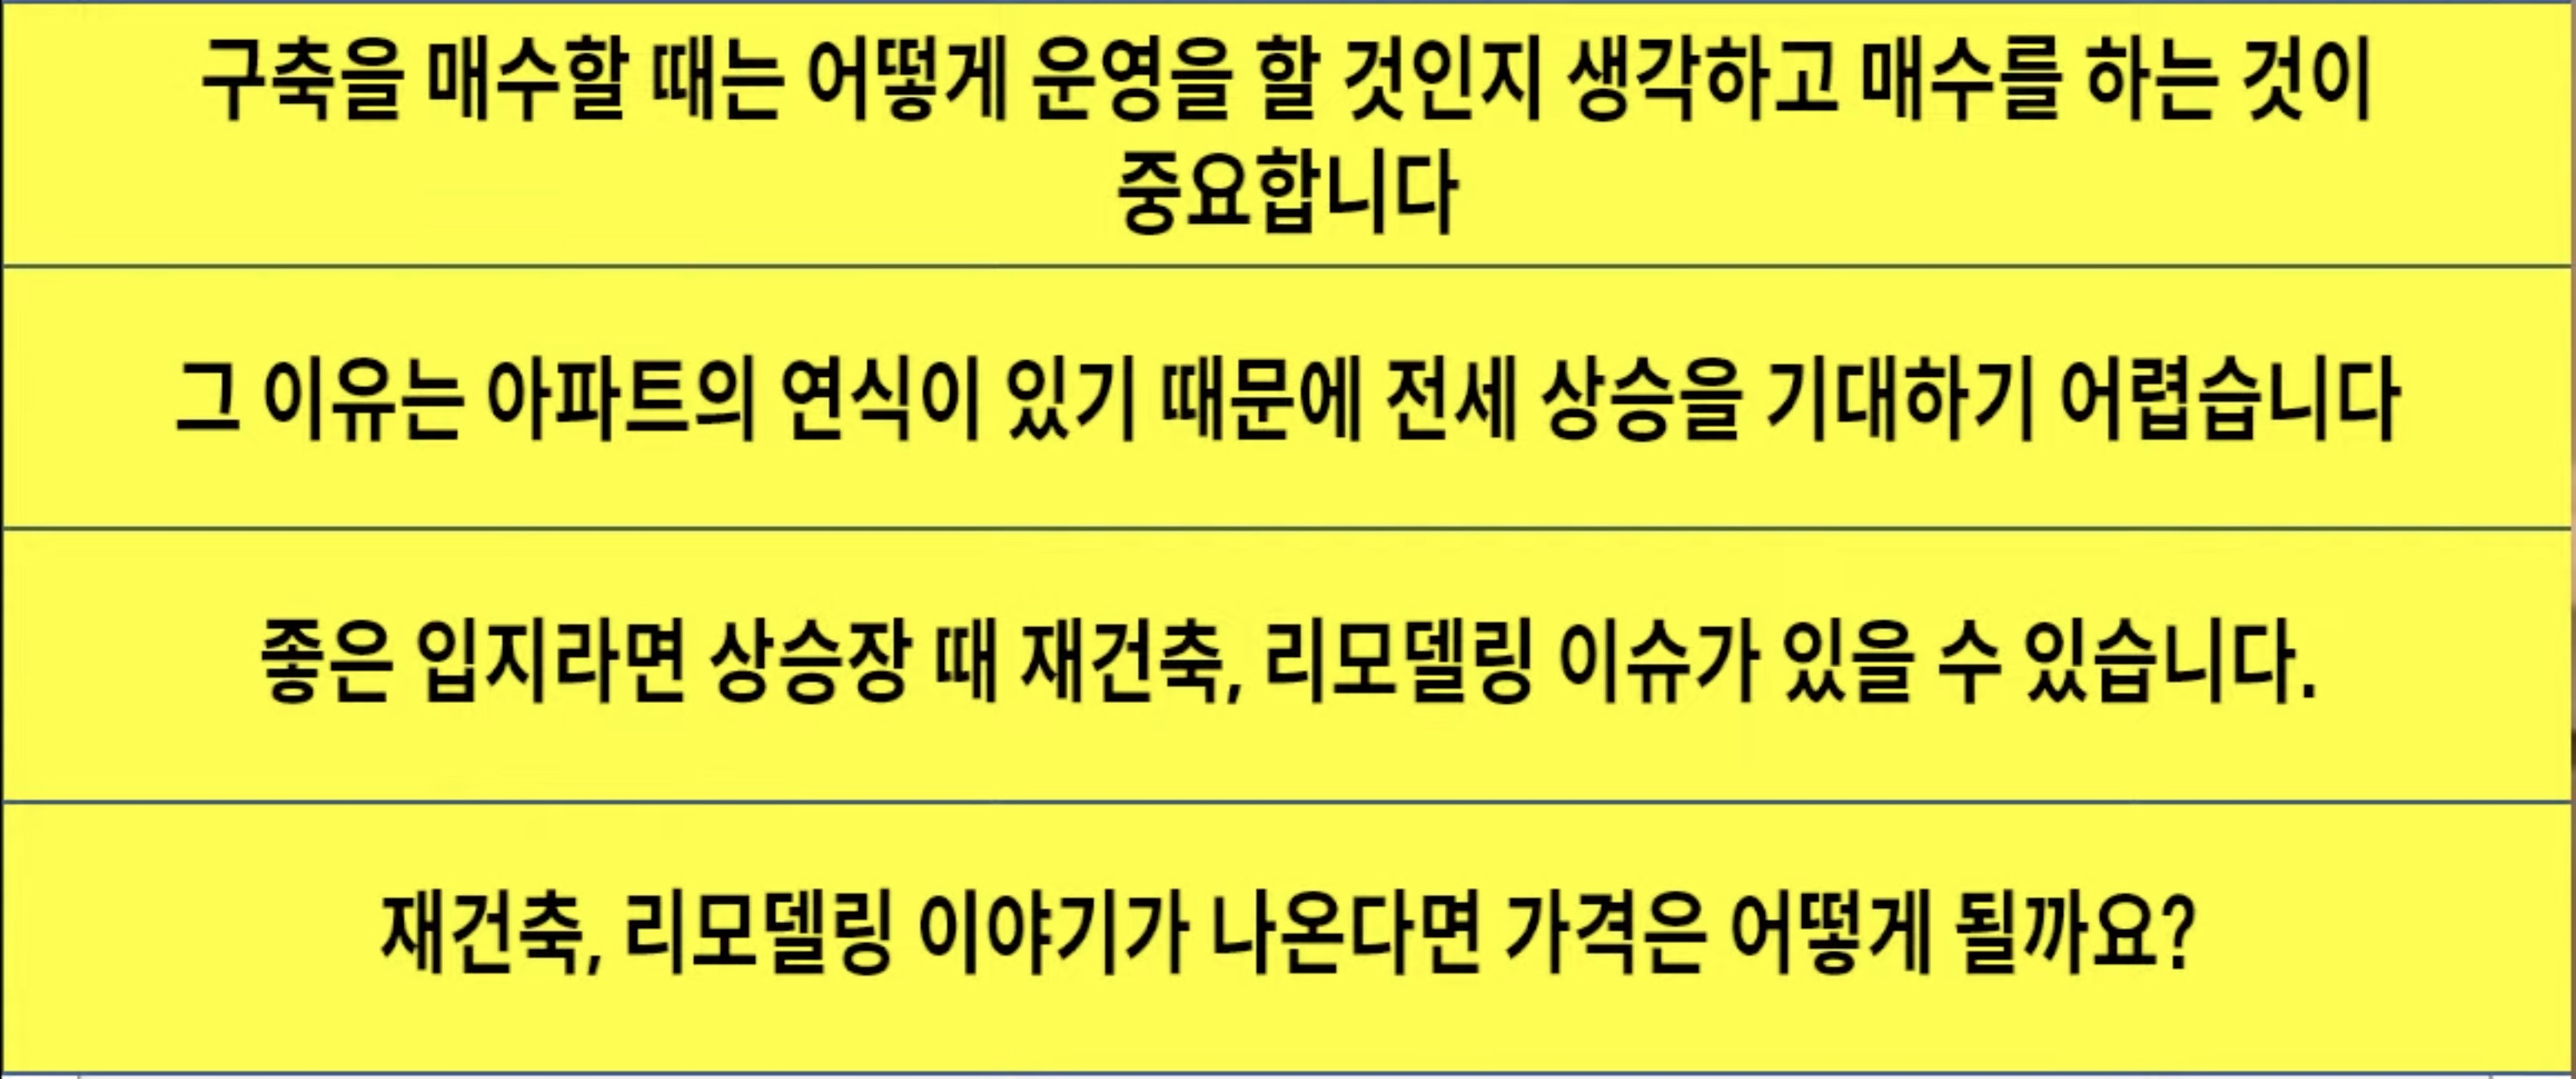 구축을 매수할 때는 어떻게 운영을 할 것인지 생각하고 매수를 하는 것이
중요합니다
그 이유는 아파트의 연식이 있기 때문에 전세 상승을 기대하기 어렵습니다
좋은 입지라면 상승장 때 재건축, 리모델링 이슈가 있을 수 있습니다.
재건축, 리모델링 이야기가 나온다면 가격은 어떻게 될까요?